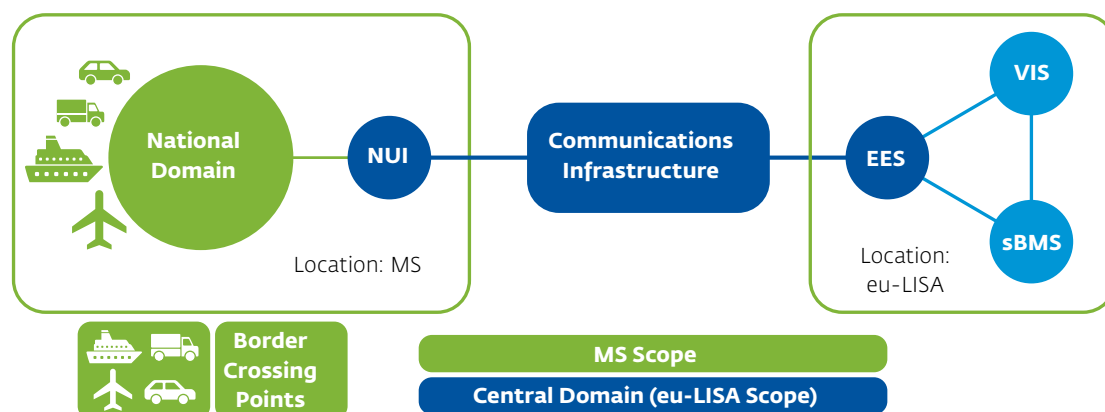 National
Domain
NUI
Location: MS
Communications
Infrastructure
VIS
EES
sBMS
Location:
eu-LISA
Border
Crossing
Points
MS Scope
Central Domain (eu-LISA Scope)